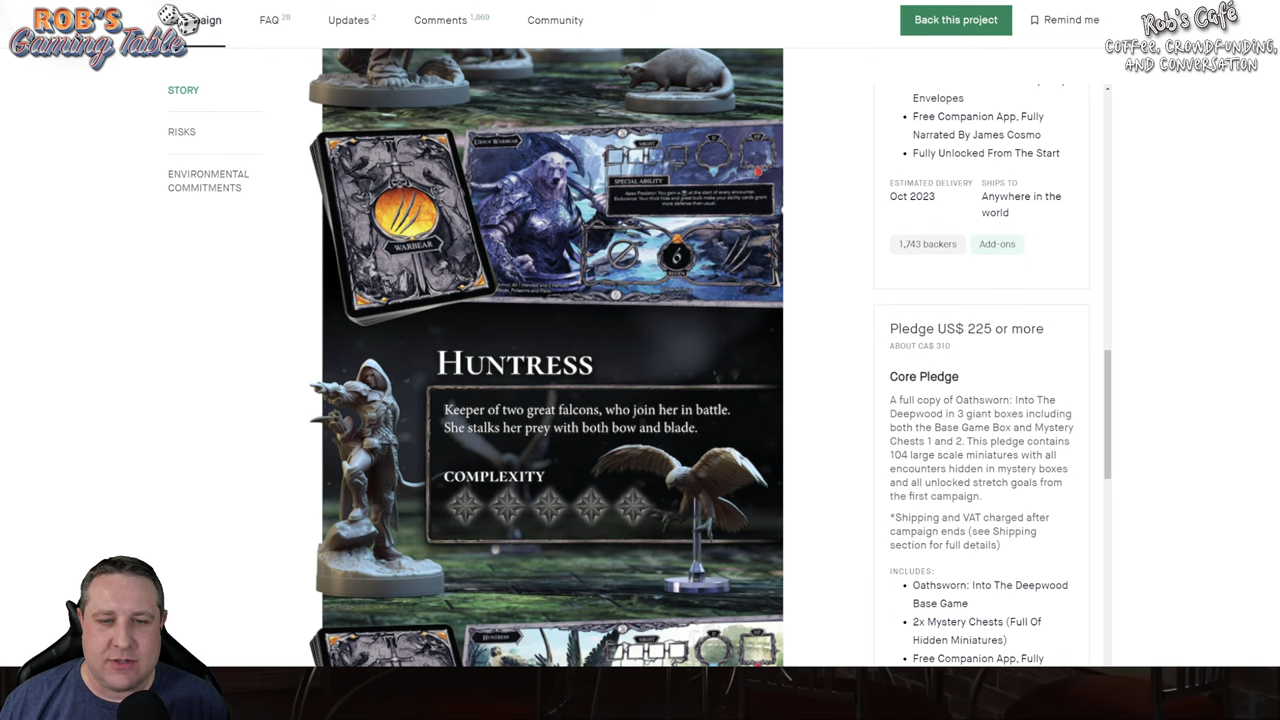 ROB'S
Gaming Table
aign
FAQ 28
Updates 2
Comments 1,869
Community
Back this project
Remind me
Rob's Café
Coffee, Crowdfunding,
and Conversation
STORY
RISKS
ENVIRONMENTAL
COMMITMENTS
WARBEAR
URSUS WARBEAR
MIGHT
SPECIAL ABILITY
6
HUNTRESS
Keeper of two great falcons, who join her in battle.
She stalks her prey with both bow and blade.
COMPLEXITY
HUNTRESS
MIGHT
Envelopes
• Free Companion App, Fully
Narrated By James Cosmo
• Fully Unlocked From The Start
ESTIMATED DELIVERY
Oct 2023
SHIPS TO
Anywhere in the
world
1,743 backers
Add-ons
Pledge US$ 225 or more
ABOUT CA$ 310
Core Pledge
A full copy of Oathsworn: Into The
Deepwood in 3 giant boxes including
both the Base Game Box and Mystery
Chests 1 and 2. This pledge contains
104 large scale miniatures with all
encounters hidden in mystery boxes
and all unlocked stretch goals from
the first campaign.
*Shipping and VAT charged after
campaign ends (see Shipping
section for full details)
INCLUDES:
• Oathsworn: Into The Deepwood
Base Game
• 2x Mystery Chests (Full Of
Hidden Miniatures)
• Free Companion App, Fully